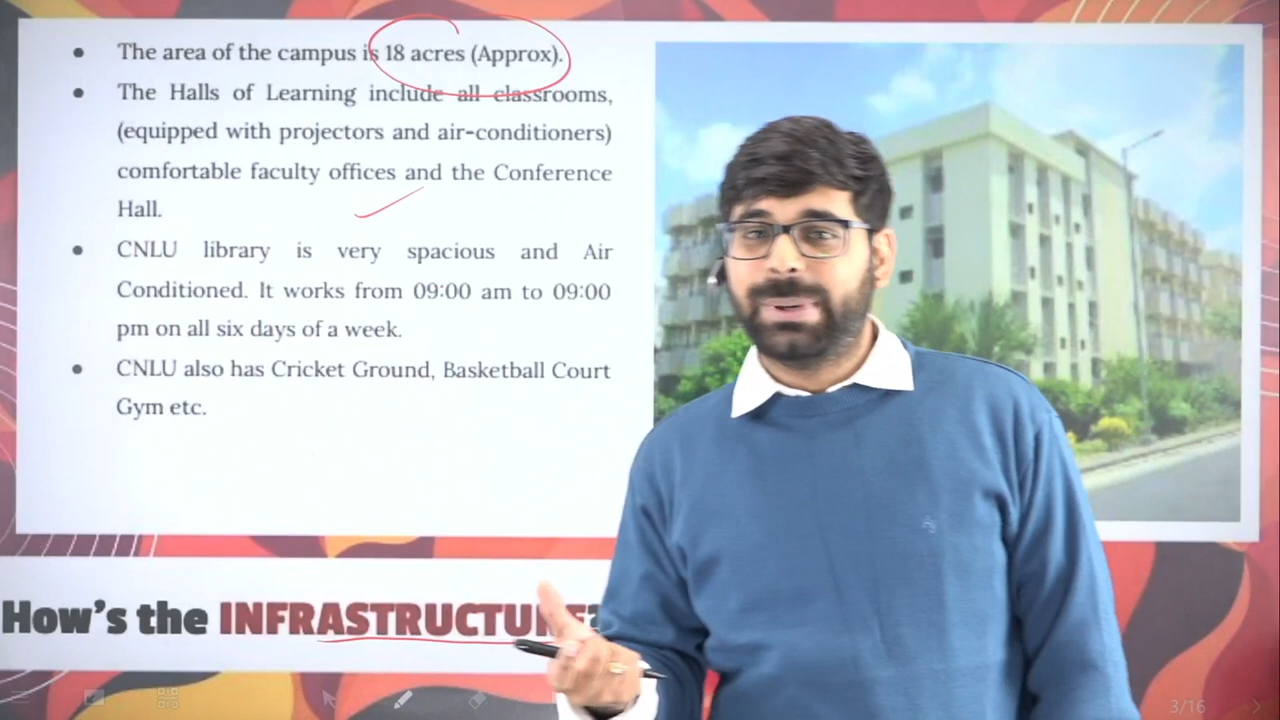 The area of the campus is 18 acres (Approx).
The Halls of Learning include all classrooms,
(equipped with projectors and air-conditioners)
comfortable faculty offices and the Conference
Hall.
CNLU library is very spacious and Air
Conditioned. It works from 09:00 am to 09:00
pm on all six days of a week.
CNLU also has Cricket Ground, Basketball Court
Gym etc.
How's the INFRASTRUCTURE?
3/16